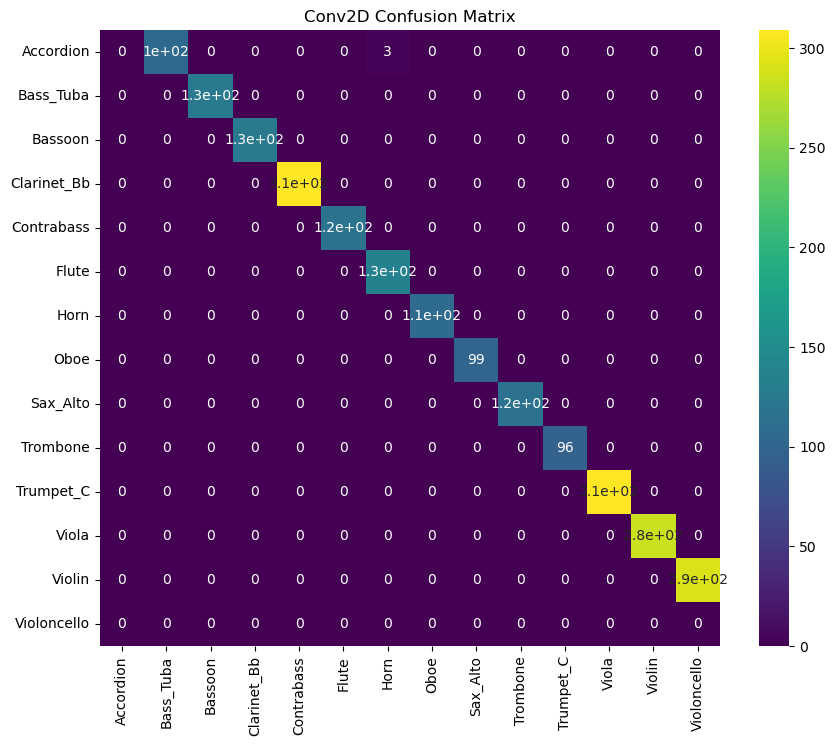 Conv2D Confusion Matrix
Accordion 0 1e+02 0 0 0 0 3 0 0 0 0 0 0 0 300
Bass_Tuba 0 0 1.3e+02 0 0 0 0 0 0 0 0 0 0 0
Bassoon 0 0 0 1.3e+02 0 0 0 0 0 0 0 0 0 0 250
Clarinet_Bb 0 0 0 0 .1e+0 0 0 0 0 0 0 0 0 0
Contrabass 0 0 0 0 0 1.2e+02 0 0 0 0 0 0 0 0 200
Flute 0 0 0 0 0 0 1.3e+02 0 0 0 0 0 0 0
Horn 0 0 0 0 0 0 0 1.1e+02 0 0 0 0 0 0 150
Oboe 0 0 0 0 0 0 0 0 99 0 0 0 0 0
Sax_Alto 0 0 0 0 0 0 0 0 0 1.2e+02 0 0 0 0
Trombone 0 0 0 0 0 0 0 0 0 0 96 0 0 0 100
Trumpet_C 0 0 0 0 0 0 0 0 0 0 0 .1e+0 0 0
Viola 0 0 0 0 0 0 0 0 0 0 0 0 .8e+0 0 50
Violin 0 0 0 0 0 0 0 0 0 0 0 0 0 .9e+02
Violoncello 0 0 0 0 0 0 0 0 0 0 0 0 0 0 0
Accordion Bass_Tuba Bassoon Clarinet_Bb Contrabass Flute Horn Oboe Sax_Alto Trombone Trumpet_C Viola Violin Violoncello